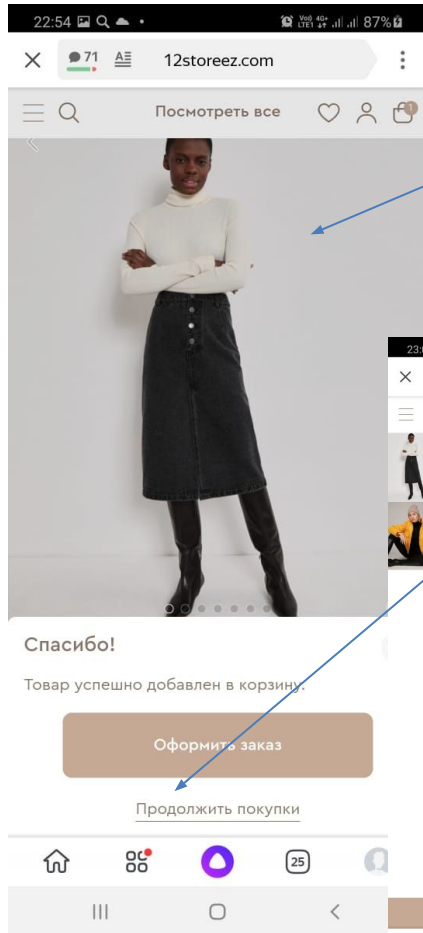 22:54
87%
71
12storeez.com
Посмотреть все
1
Спасибо!
Товар успешно добавлен в корзину.
Оформить заказ
Продолжить покупки
25